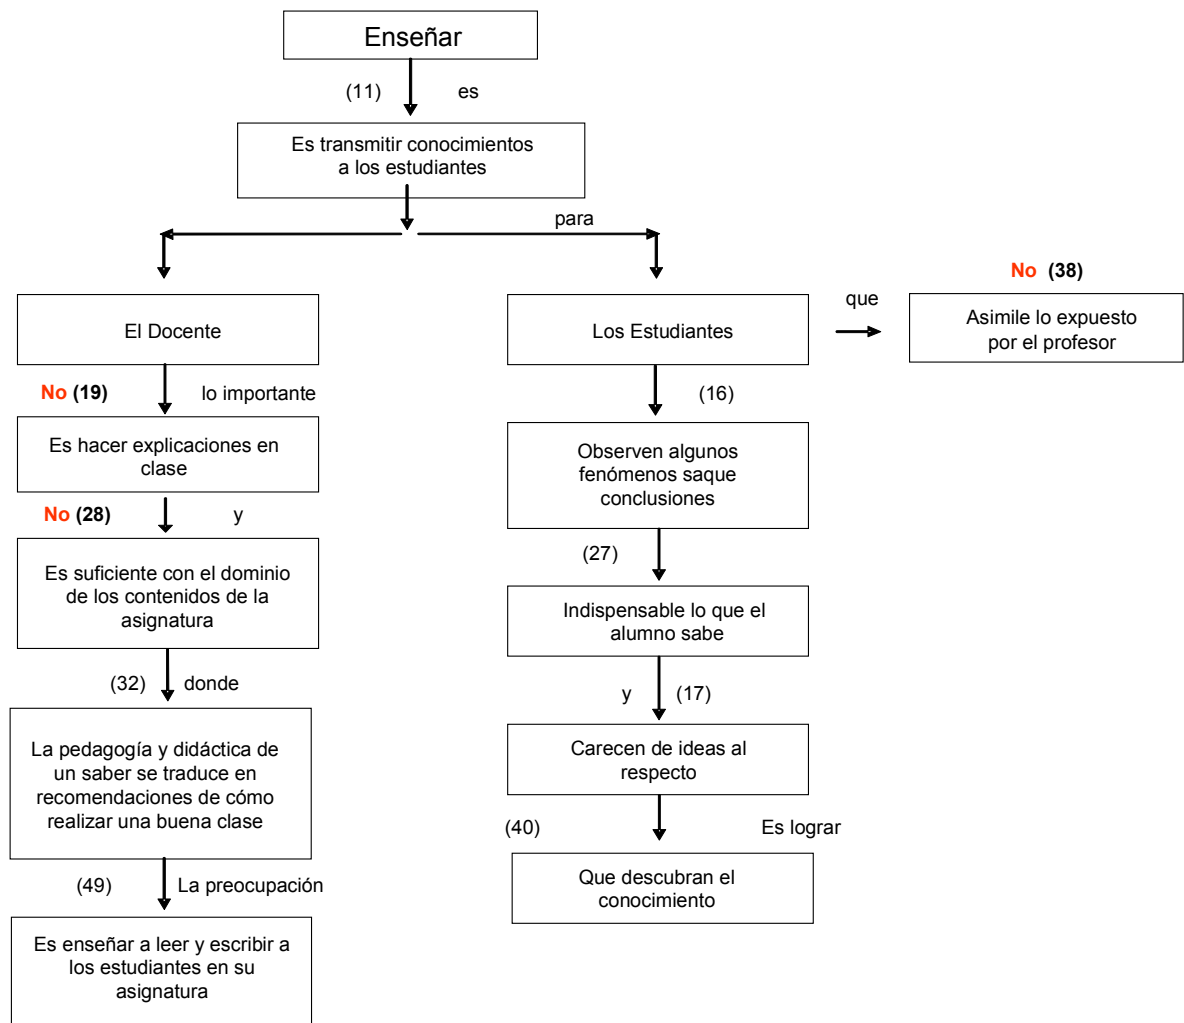 Enseñar
(11) es
Es transmitir conocimientos
a los estudiantes
para
El Docente
No (19) lo importante
Es hacer explicaciones en
clase
No (28) y
Es suficiente con el dominio
de los contenidos de la
asignatura
(32) donde
La pedagogía y didáctica de
un saber se traduce en
recomendaciones de cómo
realizar una buena clase
(49) La preocupación
Es enseñar a leer y escribir a
los estudiantes en su
asignatura
Los Estudiantes
que
No (38)
Asimile lo expuesto
por el profesor
(16)
Observen algunos
fenómenos saque
conclusiones
(27)
Indispensable lo que el
alumno sabe
y (17)
Carecen de ideas al
respecto
(40) Es lograr
Que descubran el
conocimiento